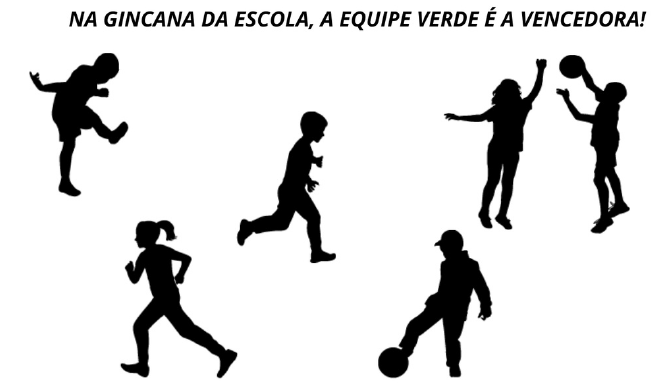 NA GINCANA DA ESCOLA, A EQUIPE VERDE É A VENCEDORA!